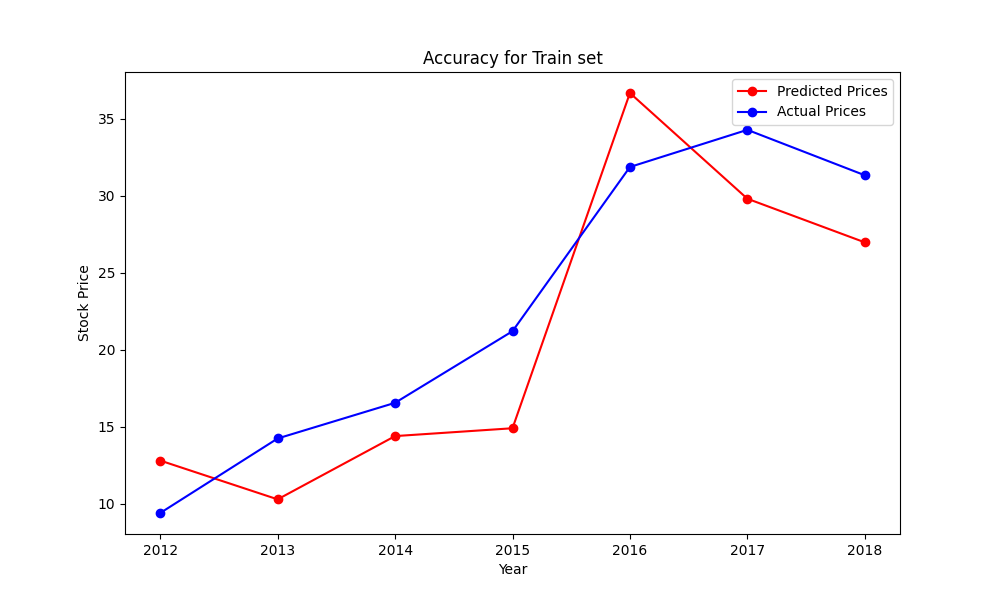 Accuracy for Train set
Predicted Prices
Actual Prices
35
30
25
20
15
10
Stock Price
2012 2013 2014 2015 2016 2017 2018
Year